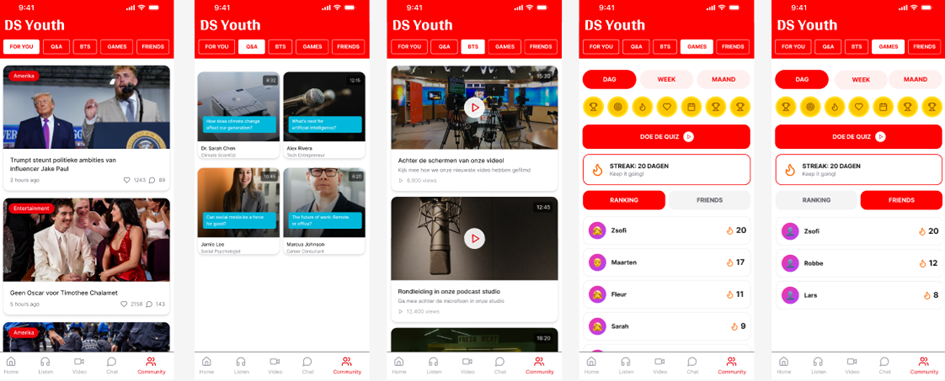 9:41
DS Youth
FOR YOU Q&A BTS GAMES FRIENDS
Amerika
Trump steunt politieke ambities van
influencer Jake Paul
3 hours ago 1243 89
Entertainment
Geen Oscar voor Timothee Chalamet
5 hours ago 2156 143
Amerika
Home Listen Video Chat Community
9:41
DS Youth
FOR YOU Q&A BTS GAMES FRIENDS
8:32
How does climate change
affect our generation?
Dr. Sarah Chen
Climate Scientist
12:15
What's next for
artificial intelligence?
Alex Rivera
Tech Entrepreneur
10:45
Can social media be a force
for good?
Jamie Lee
Social Psychologist
The future of work: Remote
or office?
Marcus Johnson
Career Consultant
Home Listen Video Chat Community
9:41
DS Youth
FOR YOU Q&A BTS GAMES FRIENDS
15:20
Achter de schermen van onze video!
Kijk mee hoe we onze nieuwste video hebben gefilmd
views
12:45
Rondleiding in onze podcast studio
Ga mee achter de microfoon in onze studio
12,400 views
18:20
Home Listen Video Chat Community
9:41
DS Youth
FOR YOU Q&A BTS GAMES FRIENDS
DAG WEEK MAAND
DOE DE QUIZ
STREAK: 20 DAGEN
Keep it going!
RANKING FRIENDS
Zsofi 20
Maarten 17
Fleur 11
Sarah 9
Home Listen Video Chat Community
9:41
DS Youth
FOR YOU Q&A BTS GAMES FRIENDS
DAG WEEK MAAND
DOE DE QUIZ
STREAK: 20 DAGEN
Keep it going!
RANKING FRIENDS
Zsofi 20
Robbe 12
Lars 8
Home Listen Video Chat Community